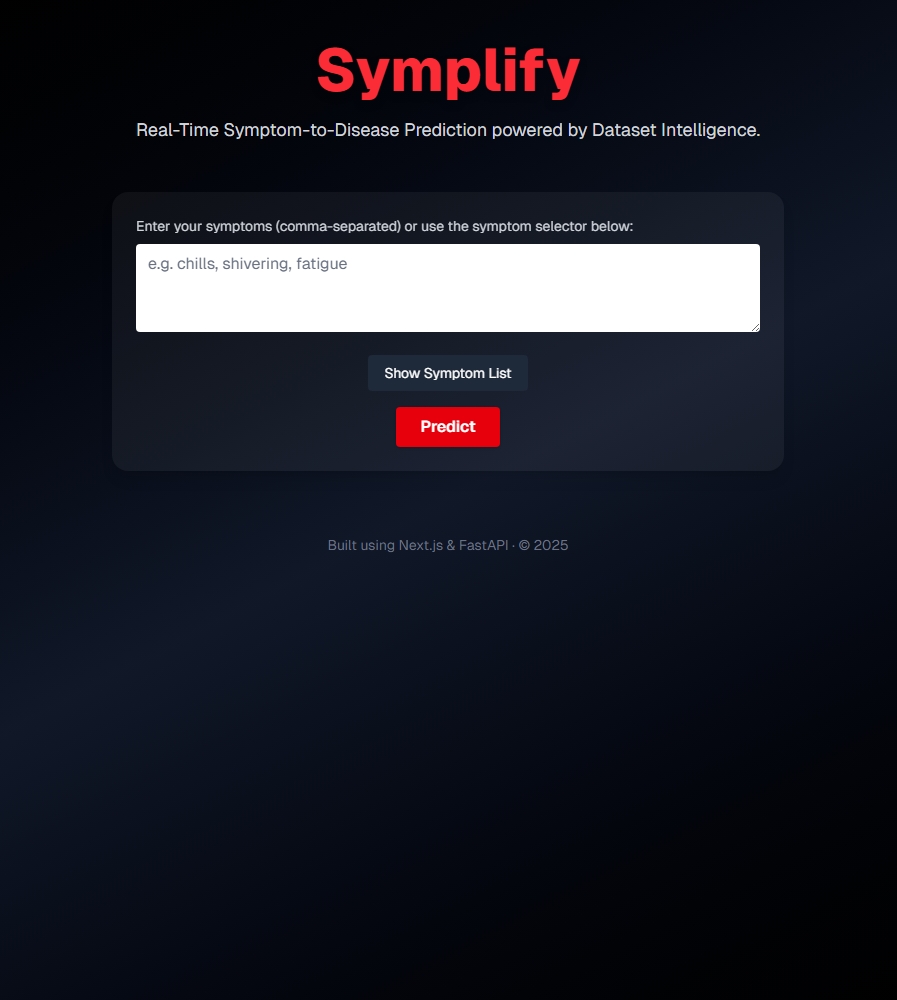 Symplify
Real-Time Symptom-to-Disease Prediction powered by Dataset Intelligence.
Enter your symptoms (comma-separated) or use the symptom selector below:
e.g. chills, shivering, fatigue
Show Symptom List
Predict
Built using Next.js & FastAPI · © 2025